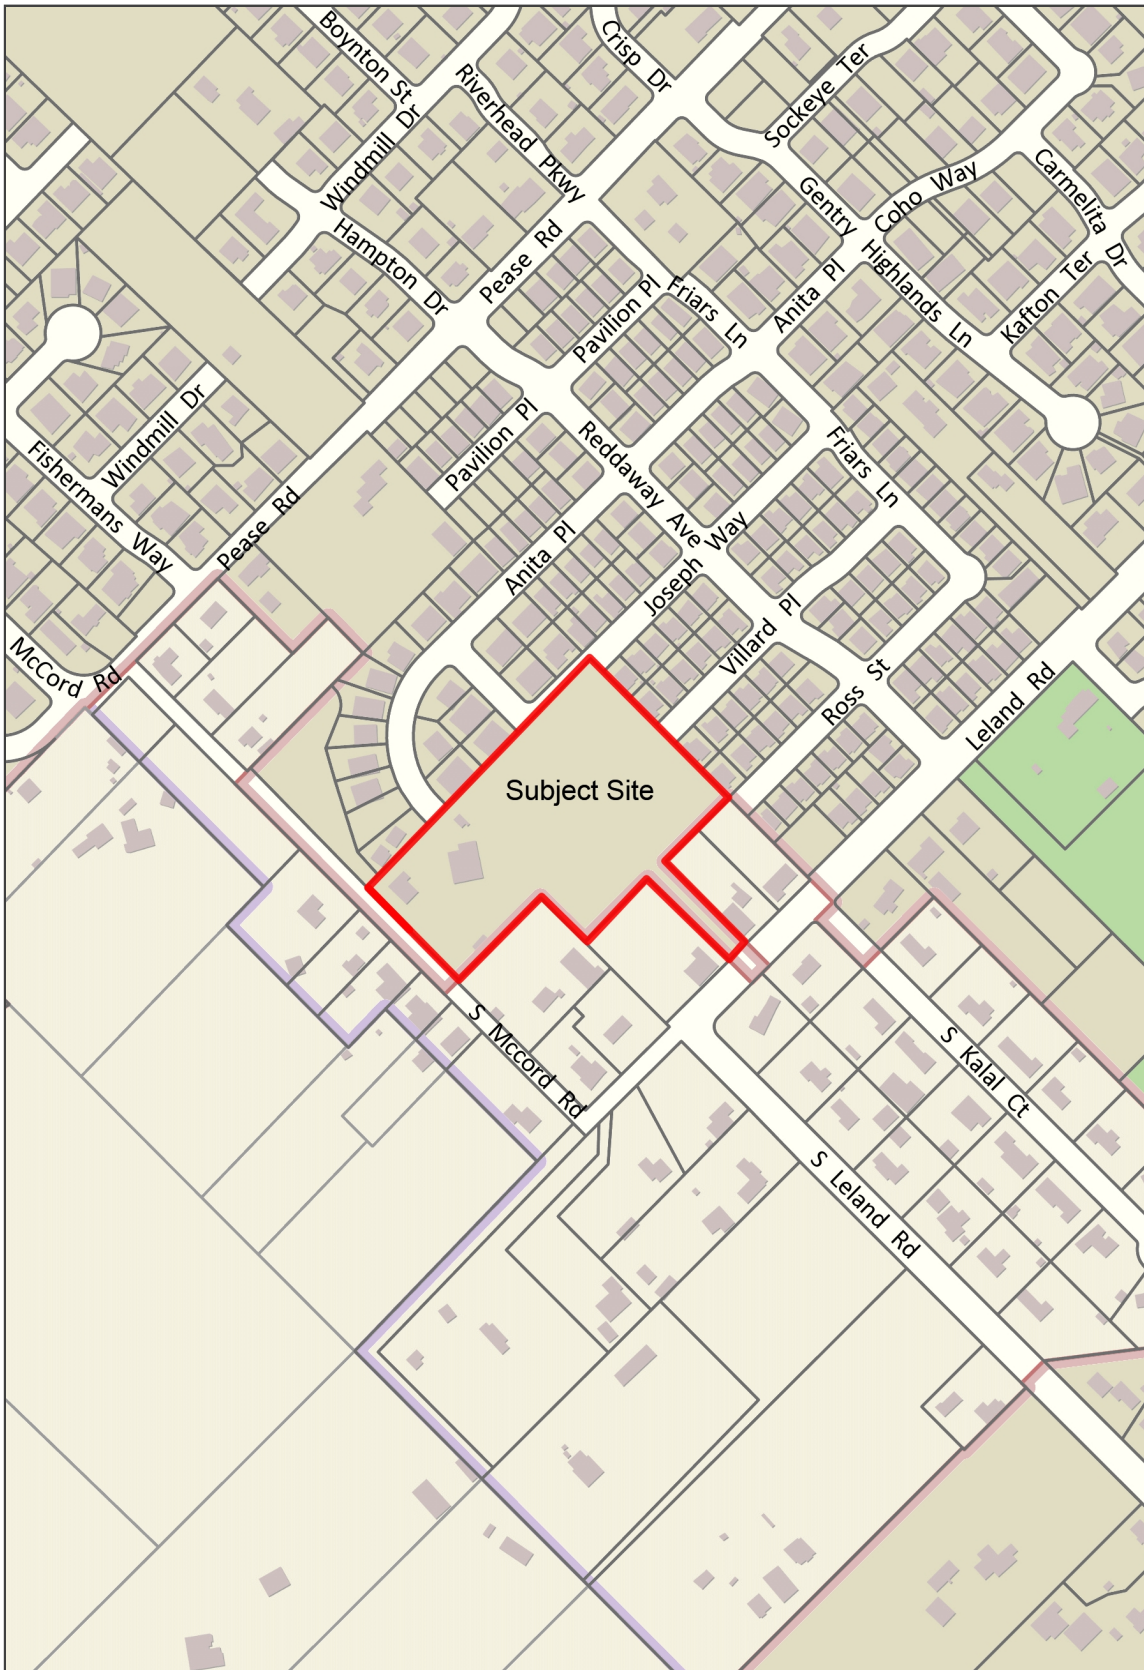 Boynton St
Crisp Dr
Riverhead Pkwy
Sockeye Ter
Windmill Dr
Carmelita Dr
Gentry
Highlands Ln
Coho Way
Hampton Dr
Pease Rd
Kafton Ter
Friars Ln
Anita Pl
Pavilion Pl
Windmill Dr
Pavilion Pl
Reddaway Ave
Friars Ln
Fishermans Way
Pease Rd
Anita Pl
Joseph Way
Villard Pl
McCord Rd
Ross St
Leland Rd
Subject Site
S Mccord Rd
S Kalal Ct
S Leland Rd